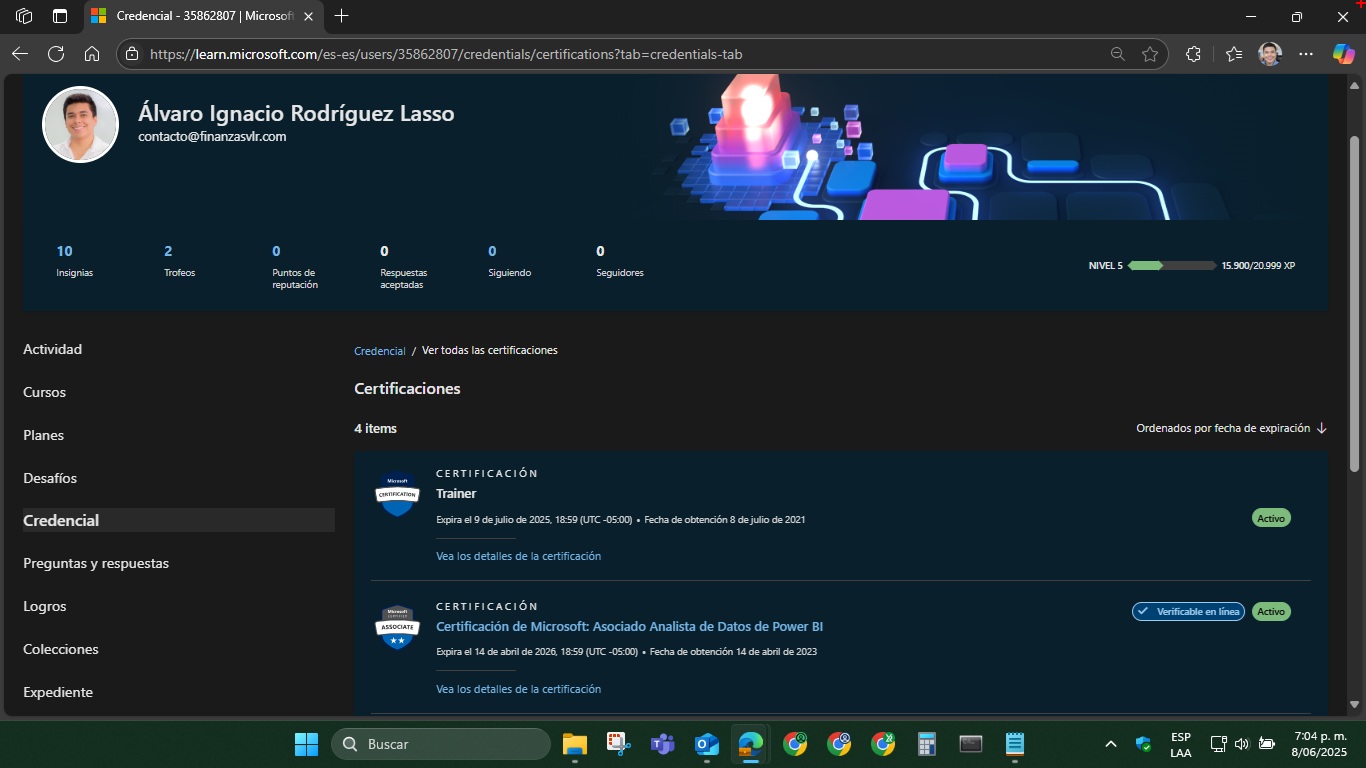 Credencial - 35862807 | Microsof
https://learn.microsoft.com/es-es/users/35862807/credentials/certifications?tab=credentials-tab
Álvaro Ignacio Rodríguez Lasso
contacto@finanzasvlr.com
10 2 0 0 0 0
Insignias Trofeos Puntos de reputación Respuestas aceptadas Siguiendo Seguidores
NIVEL 5 15.900/20.999 XP
Actividad
Cursos
Planes
Desafíos
Credencial
Preguntas y respuestas
Logros
Colecciones
Expediente
Credencial / Ver todas las certificaciones
Certificaciones
4 items
Ordenados por fecha de expiración
Microsoft
CERTIFICATION
CERTIFICACIÓN
Trainer
Expira el 9 de julio de 2025, 18:59 (UTC -05:00) • Fecha de obtención 8 de julio de 2021
Activo
Vea los detalles de la certificación
Microsoft
CERTIFIED
ASSOCIATE
CERTIFICACIÓN
Verificable en línea
Activo
Certificación de Microsoft: Asociado Analista de Datos de Power BI
Expira el 14 de abril de 2026, 18:59 (UTC -05:00) • Fecha de obtención 14 de abril de 2023
Vea los detalles de la certificación
Buscar
ESP
LAA
7:04 p. m.
8/06/2025